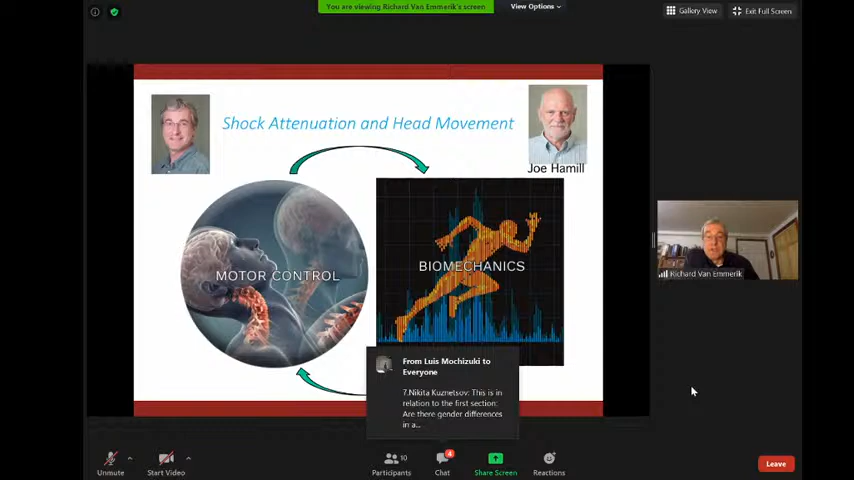 You are viewing Richard Van Emmerik's screen
View Options
Gallery View
Exit Full Screen
Shock Attenuation and Head Movement
Joe Hamill
MOTOR CONTROL
BIOMECHANICS
Richard Van Emmerik
From Luis Mochizuki to
Everyone
7.Nikita Kuznetsov: This is in
relation to the first section:
Are there gender differences
in a...
Unmute
Start Video
Participants
10
Chat
4
Share Screen
Reactions
Leave